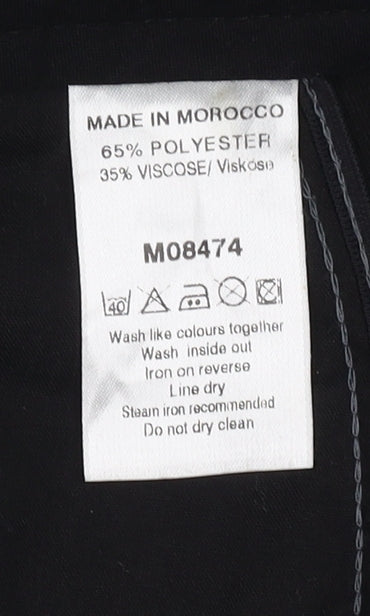 MADE IN MOROCCO
65% POLYESTER
35% VISCOSE/ Viskose
M08474
40
Wash like colours together
Wash inside out
Iron on reverse
Line dry
Steam iron recommended
Do not dry clean